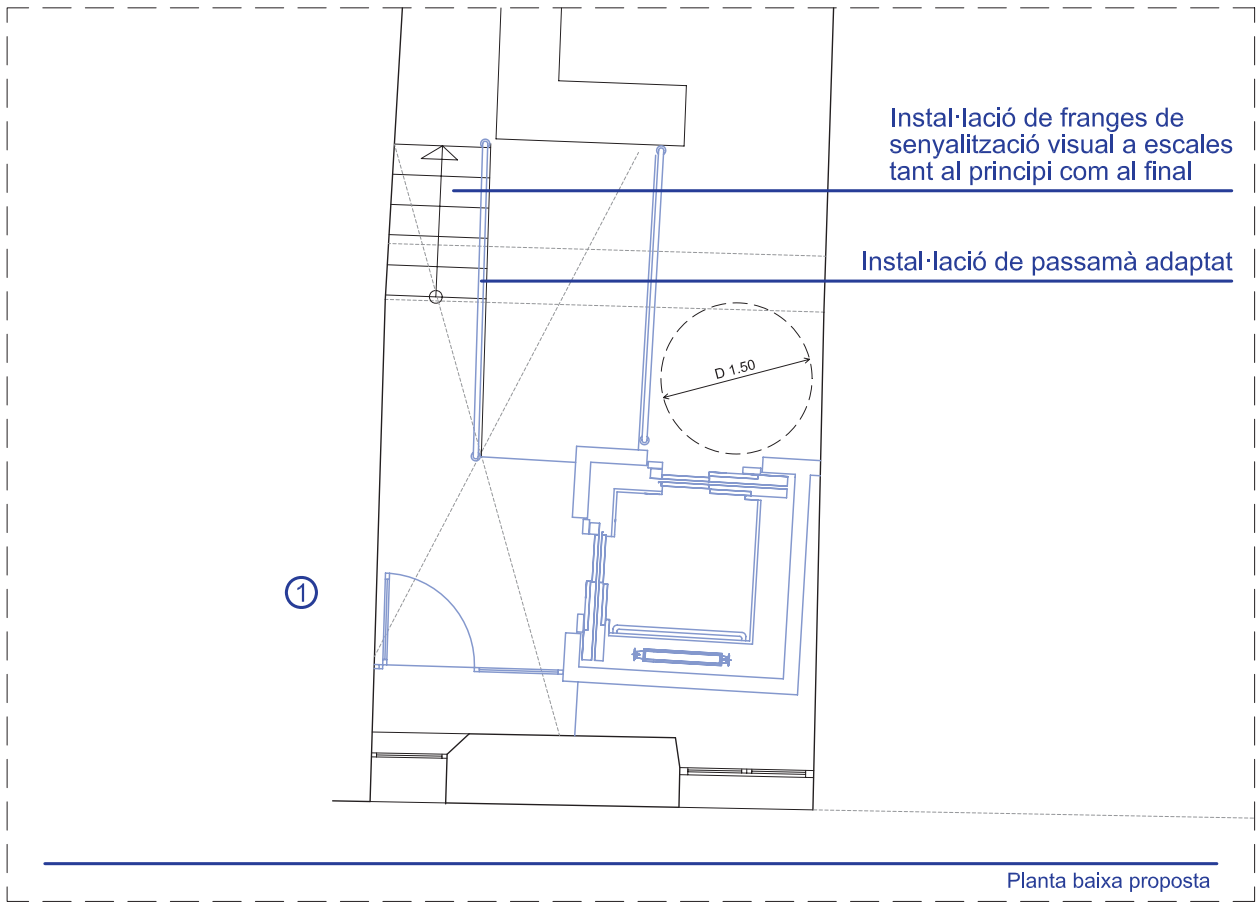 Instal·lació de franges de
senyalització visual a escales
tant al principi com al final
Instal·lació de passamà adaptat
D 1.50
1
Planta baixa proposta